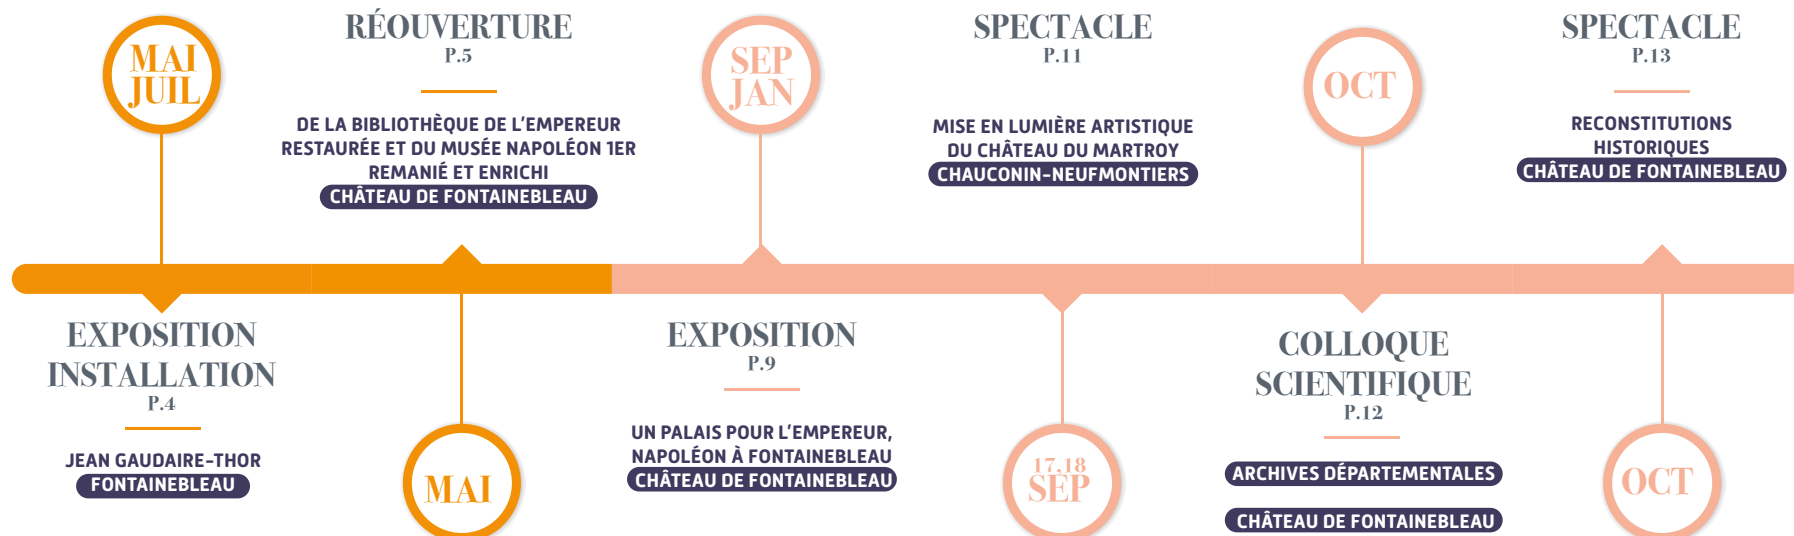 MAI
JUIL
EXPOSITION
INSTALLATION
P.4
JEAN GAUDAIRE-THOR
FONTAINEBLEAU
RÉOUVERTURE
P.5
DE LA BIBLIOTHÈQUE DE L'EMPEREUR
RESTAURÉE ET DU MUSÉE NAPOLÉON 1ER
REMANIÉ ET ENRICHI
CHÂTEAU DE FONTAINEBLEAU
MAI
SEP
JAN
EXPOSITION
P.9
UN PALAIS POUR L'EMPEREUR,
NAPOLÉON À FONTAINEBLEAU
CHÂTEAU DE FONTAINEBLEAU
SPECTACLE
P.11
MISE EN LUMIÈRE ARTISTIQUE
DU CHÂTEAU DU MARTROY
CHAUCONIN-NEUFMONTIERS
17,18
SEP
OCT
COLLOQUE
SCIENTIFIQUE
P.12
ARCHIVES DÉPARTEMENTALES
CHÂTEAU DE FONTAINEBLEAU
SPECTACLE
P.13
RECONSTITUTIONS
HISTORIQUES
CHÂTEAU DE FONTAINEBLEAU
OCT